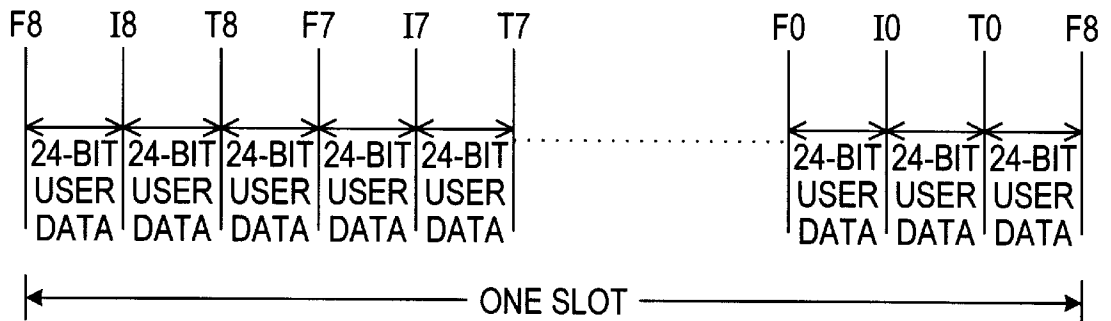 F8 I8 T8 F7 I7 T7 F0 I0 T0 F8
24-BIT 24-BIT 24-BIT 24-BIT 24-BIT 24-BIT 24-BIT 24-BIT
USER USER USER USER USER USER USER USER
DATA DATA DATA DATA DATA DATA DATA DATA
ONE SLOT